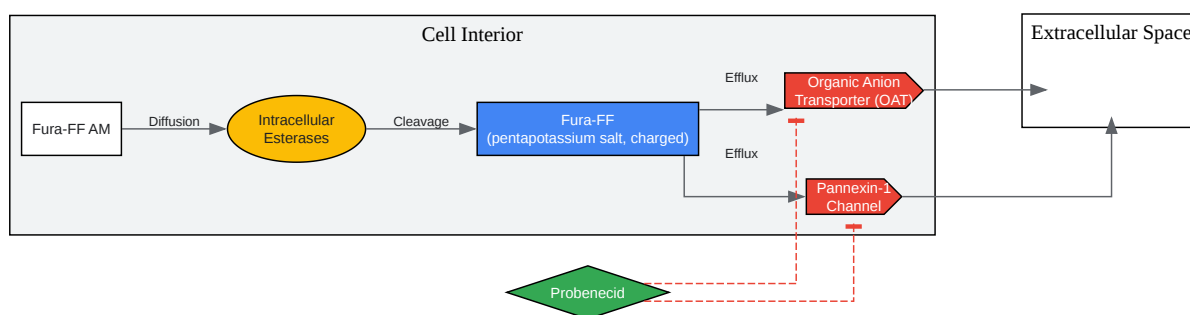 Cell Interior
Extracellular Space
Fura-FF AM
Diffusion
Intracellular
Esterases
Cleavage
Fura-FF
(pentapotassium salt, charged)
Efflux
Organic Anion
Transporter (OAT)
Efflux
Pannexin-1
Channel
Probenecid